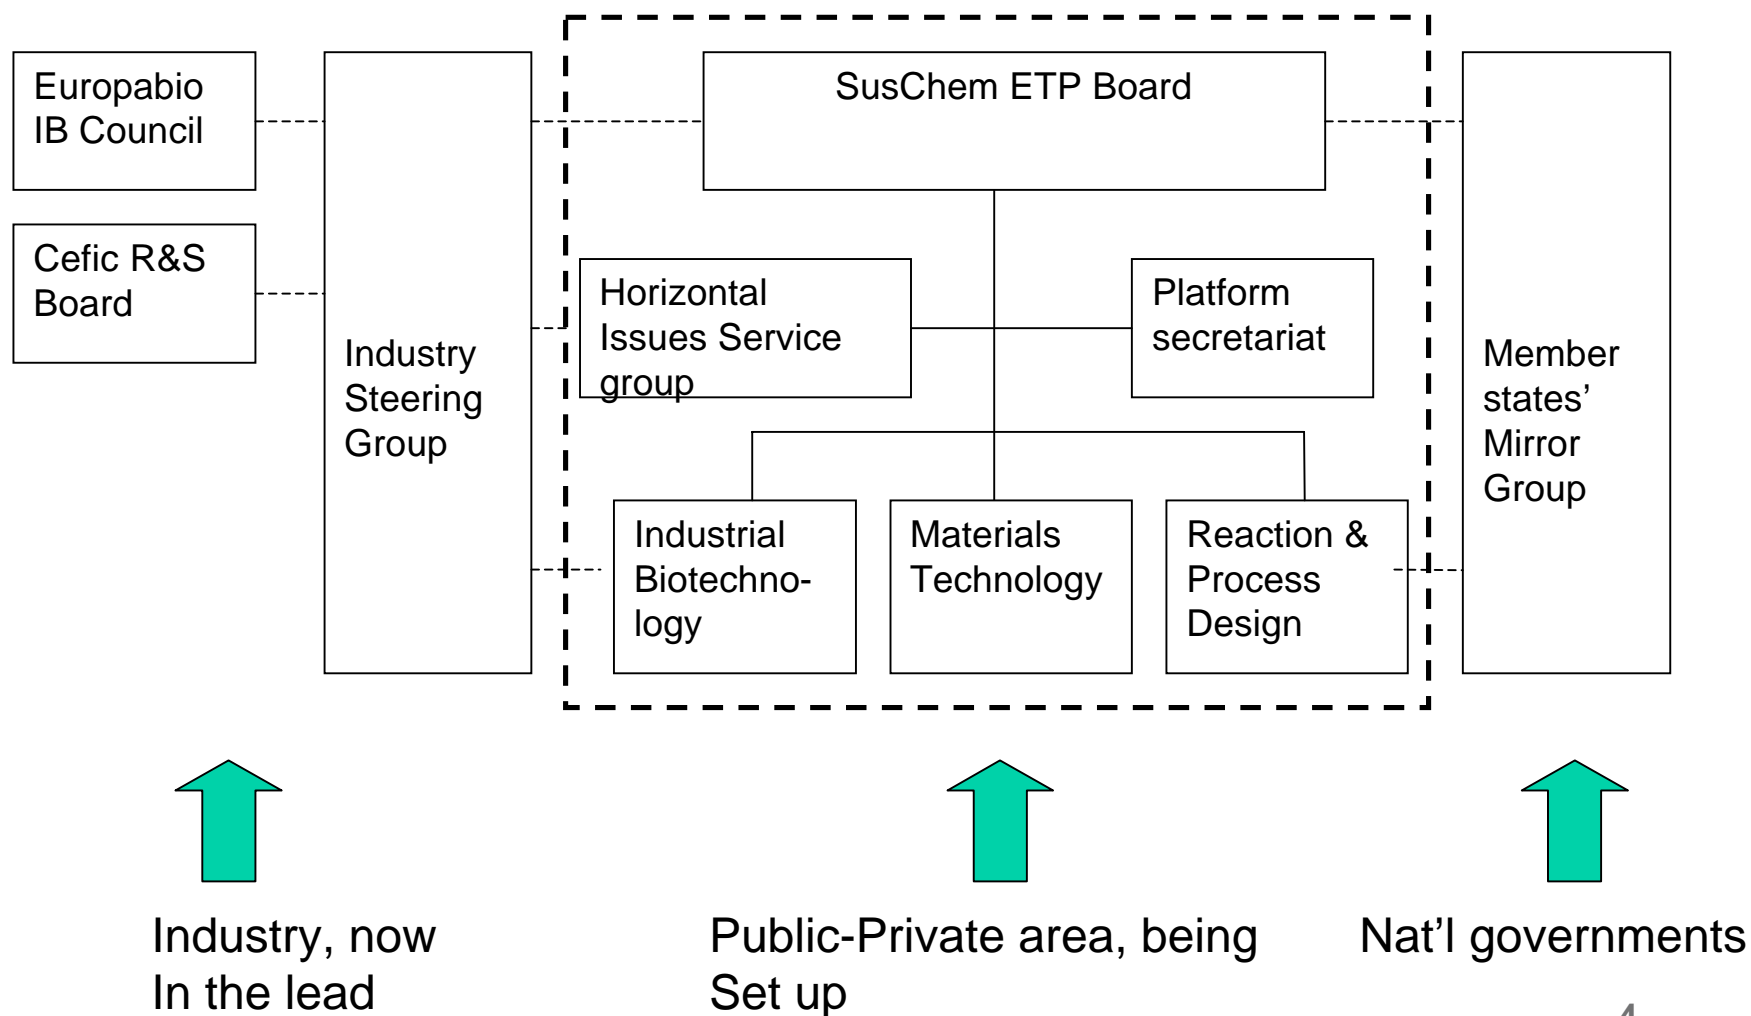 Europabio
IB Council
Cefic R&S
Board
Industry
Steering
Group
SusChem ETP Board
Horizontal
Issues Service
group
Platform
secretariat
Industrial
Biotechno-
logy
Materials
Technology
Reaction &
Process
Design
Member
states’
Mirror
Group
Industry, now
In the lead
Public-Private area, being
Set up
Nat’l governments
4